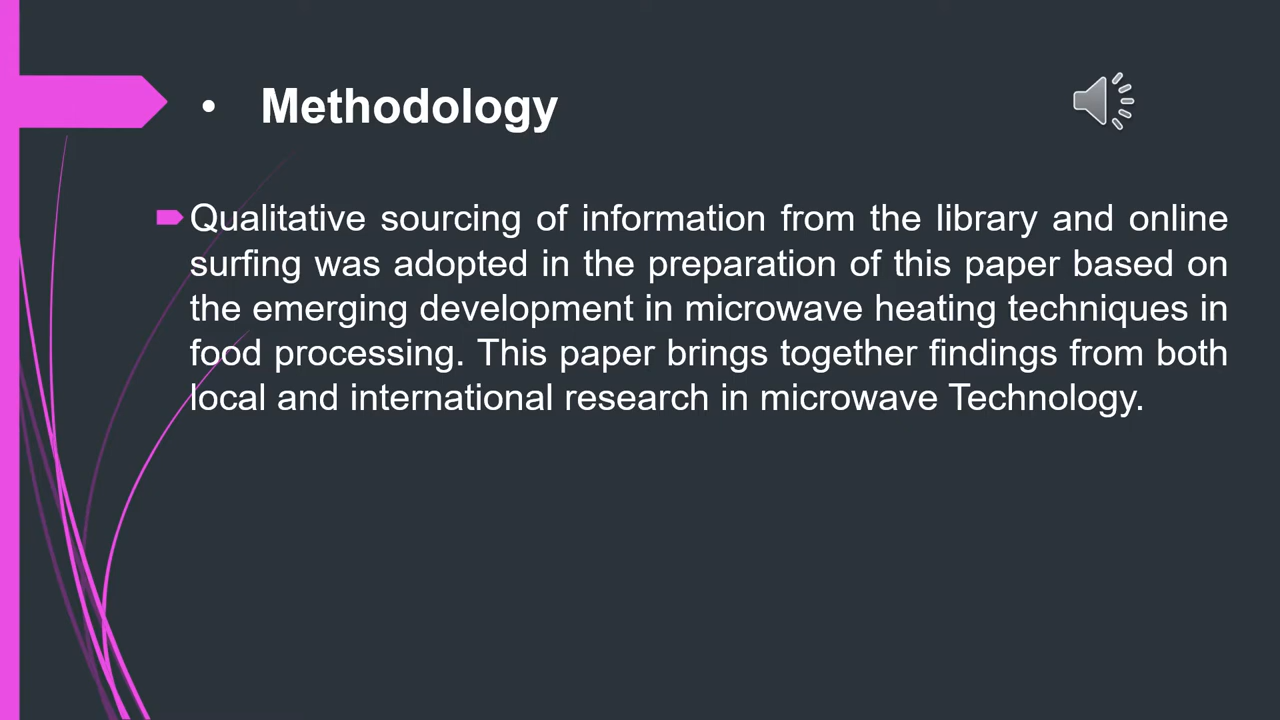 • Methodology
Qualitative sourcing of information from the library and online
surfing was adopted in the preparation of this paper based on
the emerging development in microwave heating techniques in
food processing. This paper brings together findings from both
local and international research in microwave Technology.